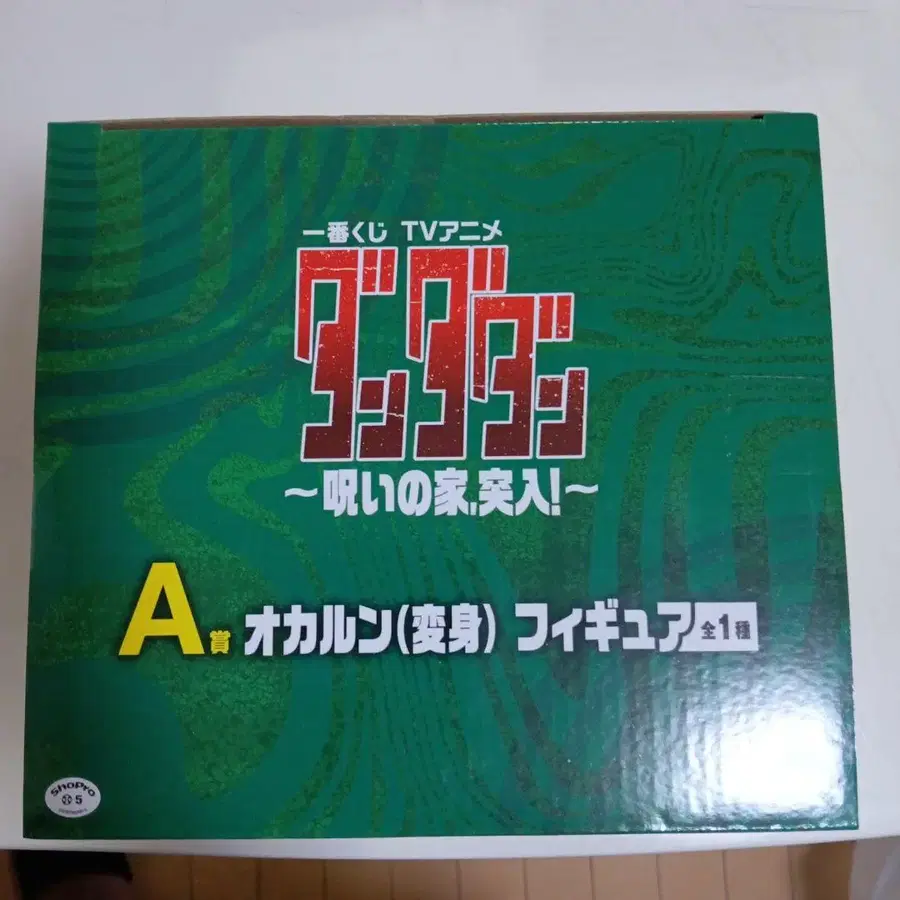 一番くじ TVアニメ
ダンダダン
～呪いの家、突入!～
A賞 オカルン(変身) フィギュア 全1種
ShoPro
5